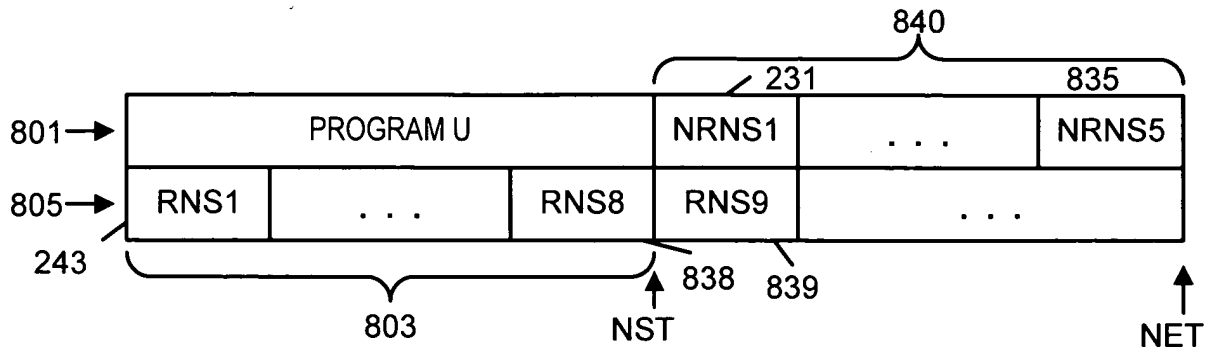 840
231
835
801
PROGRAM U
NRNS1
. . .
NRNS5
805
RNS1
. . .
RNS8
RNS9
. . .
243
838
839
803
NST
NET